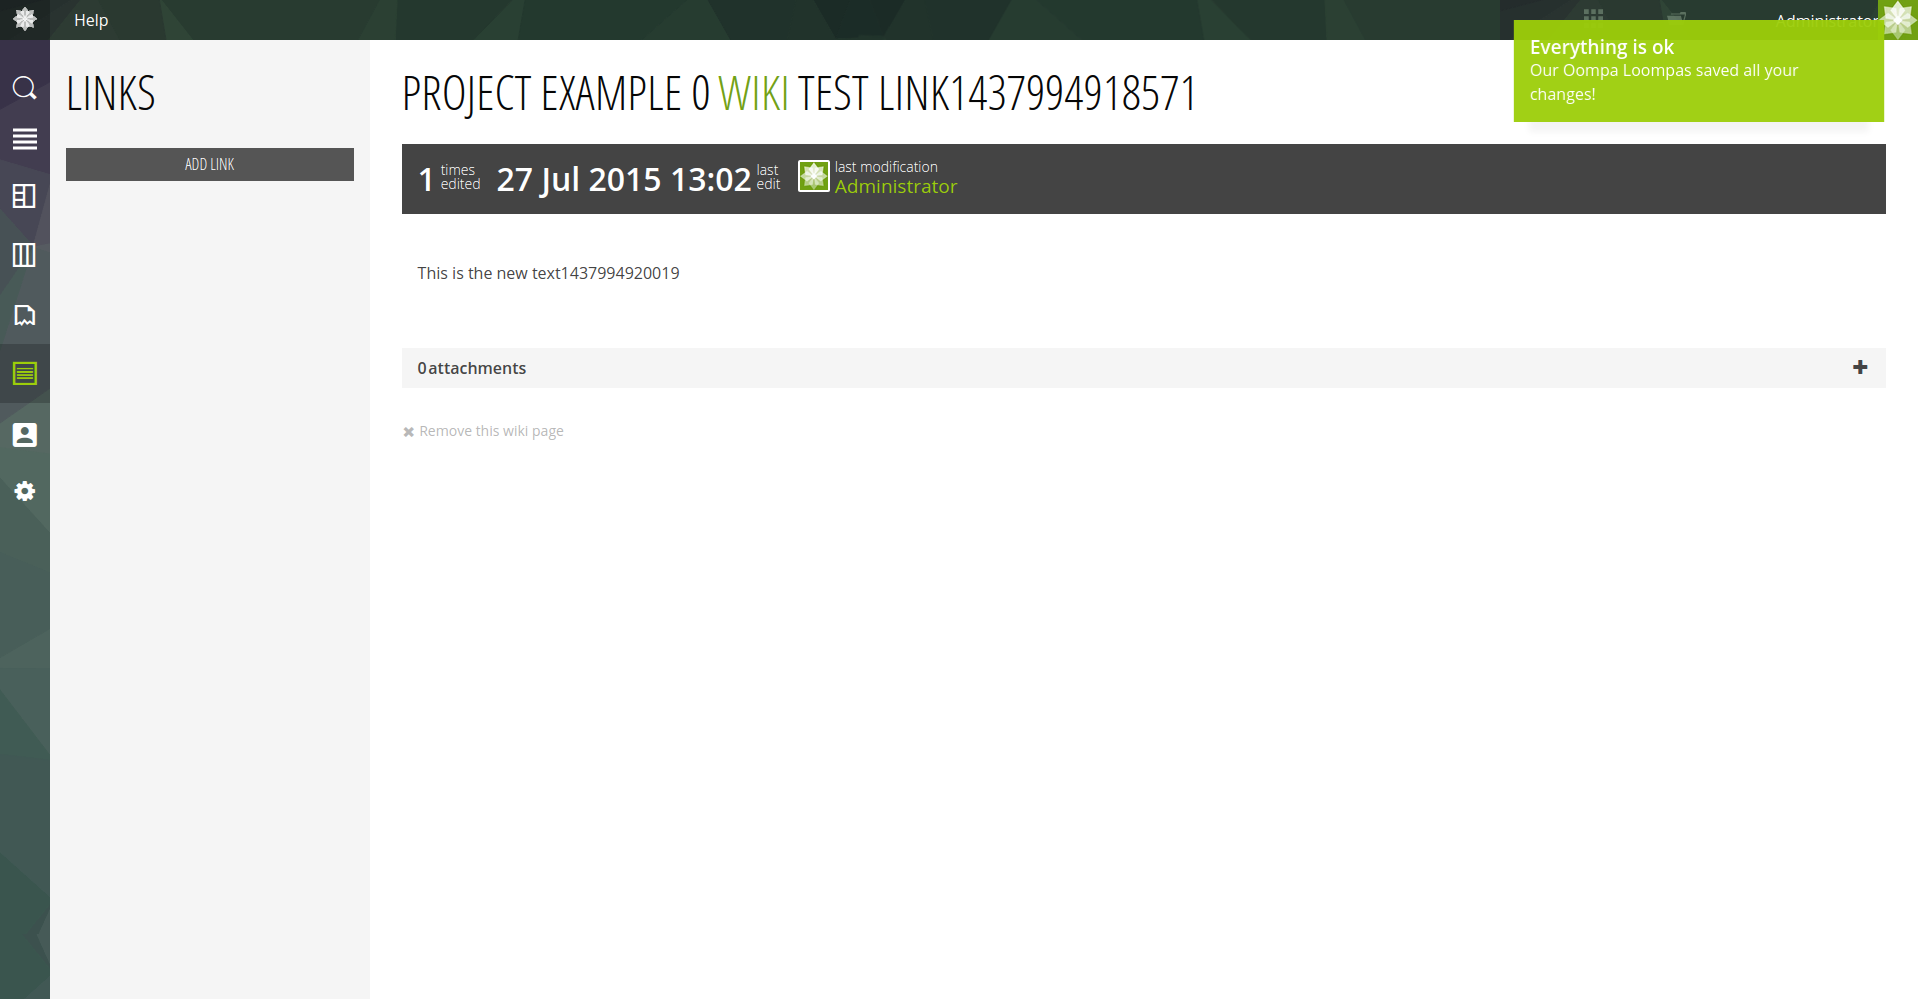 Help
Administrator
Everything is ok
Our Oompa Loompas saved all your
changes!
LINKS
ADD LINK
PROJECT EXAMPLE 0 WIKI TEST LINK1437994918571
1 times edited 27 Jul 2015 13:02 last edit
last modification
Administrator
This is the new text1437994920019
0 attachments
Remove this wiki page